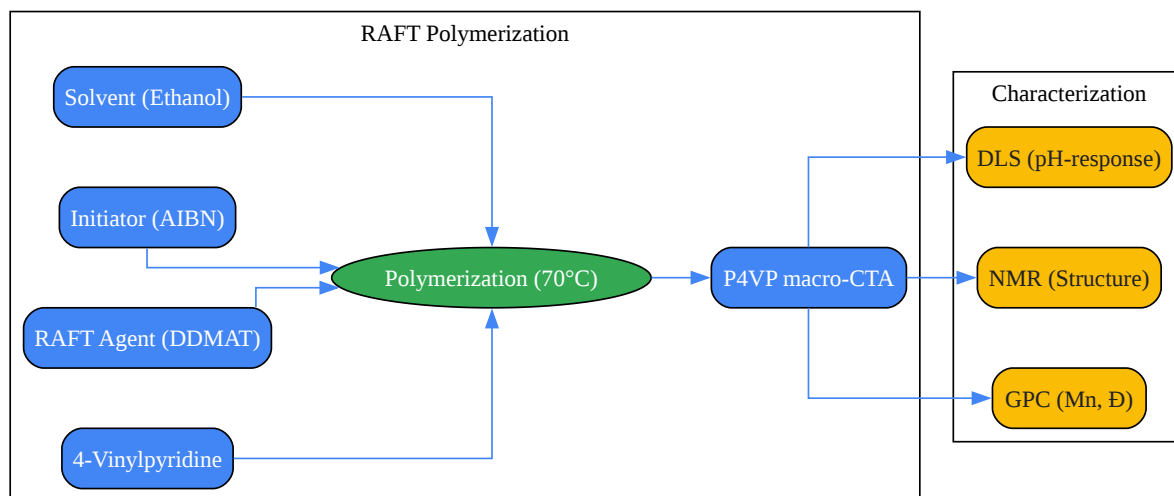 RAFT Polymerization
Solvent (Ethanol)
Initiator (AIBN)
RAFT Agent (DDMAT)
4-Vinylpyridine
Polymerization (70°C)
P4VP macro-CTA
Characterization
DLS (pH-response)
NMR (Structure)
GPC (Mn, Đ)